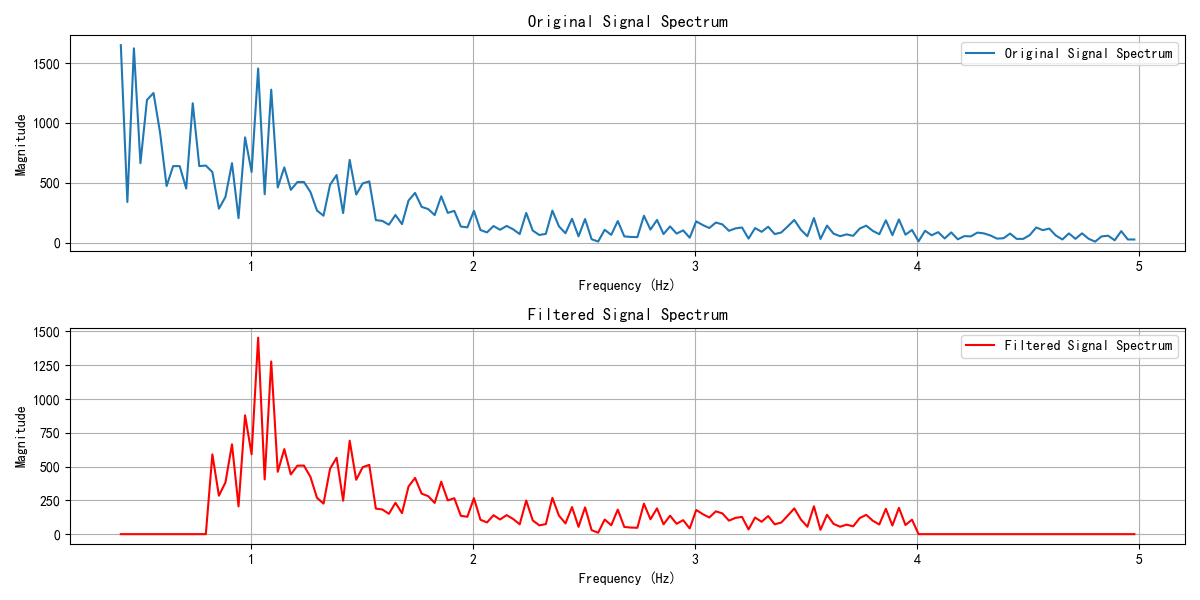 Original Signal Spectrum
Original Signal Spectrum
Magnitude
1500
1000
500
0
1 2 3 4 5
Frequency (Hz)
Filtered Signal Spectrum
Filtered Signal Spectrum
Magnitude
1500
1250
1000
750
500
250
0
1 2 3 4 5
Frequency (Hz)